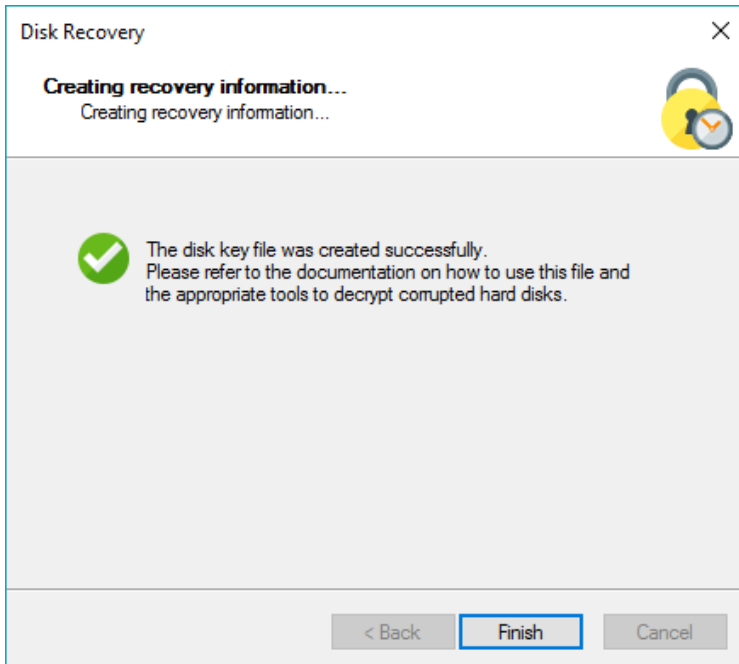 Disk Recovery
Creating recovery information...
Creating recovery information...
The disk key file was created successfully.
Please refer to the documentation on how to use this file and
the appropriate tools to decrypt corrupted hard disks.
< Back
Finish
Cancel